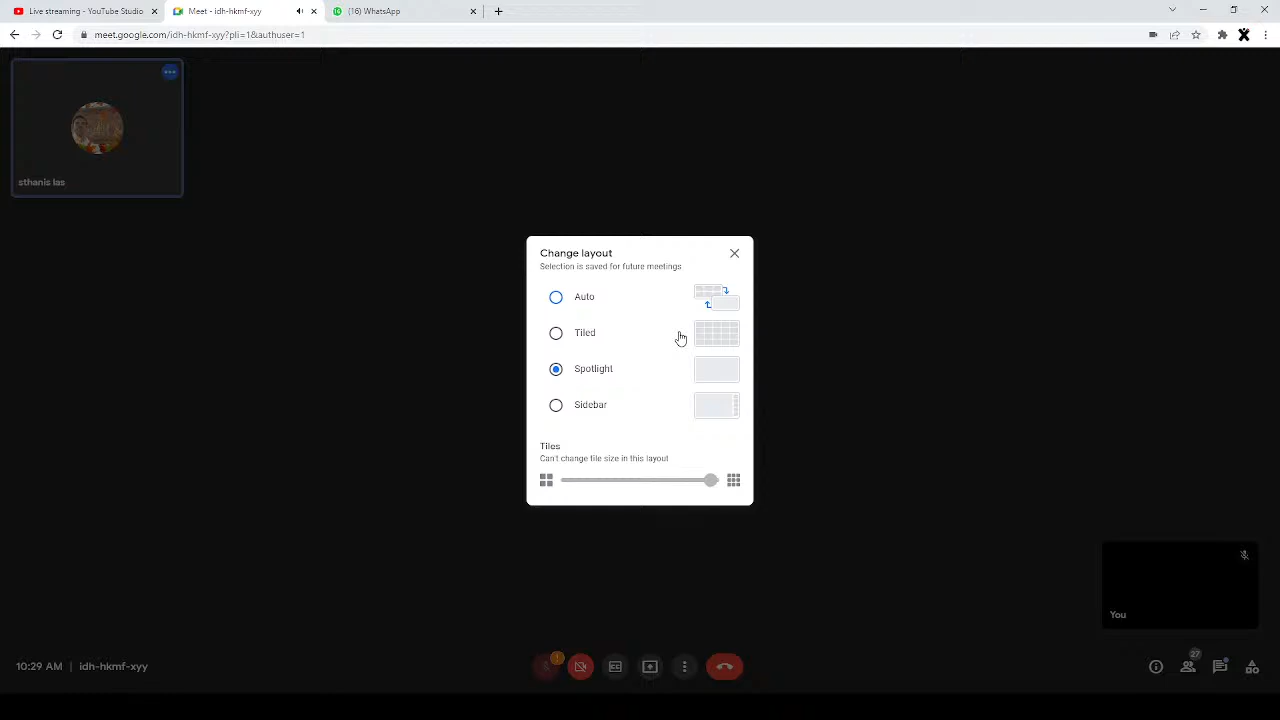 Live streaming - YouTube Studio
Meet - idh-hkmf-xyy
(16) WhatsApp
meet.google.com/idh-hkmf-xyy?pli=1&authuser=1
sthanis las
Change layout
Selection is saved for future meetings
Auto
Tiled
Spotlight
Sidebar
Tiles
Can't change tile size in this layout
You
10:29 AM | idh-hkmf-xyy
27